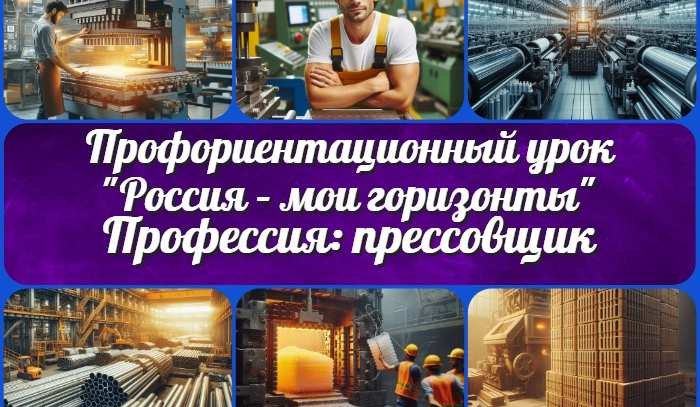 Профориентационный урок
"Россия - мои горизонты"
Профессия: прессовщик